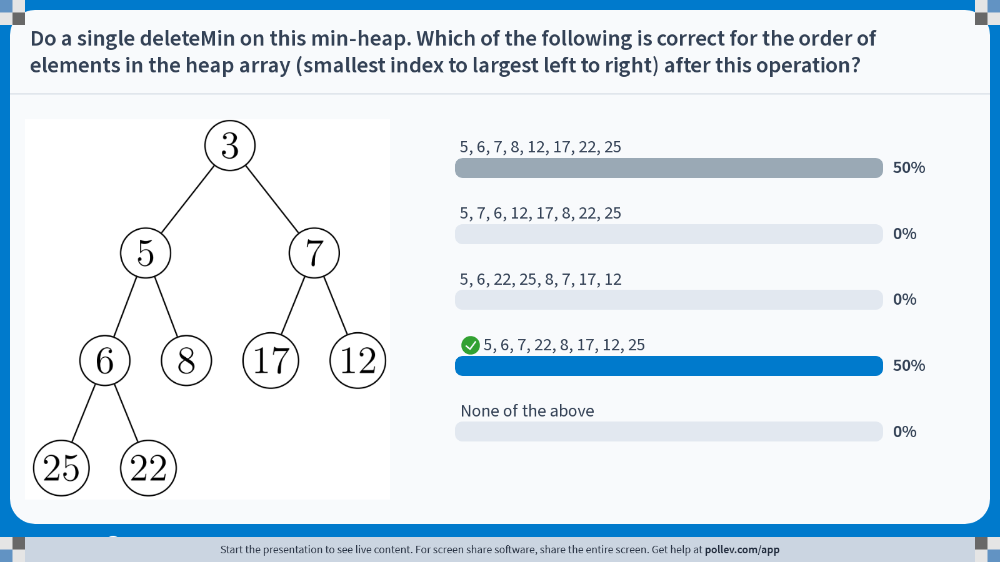 Do a single deleteMin on this min-heap. Which of the following is correct for the order of
elements in the heap array (smallest index to largest left to right) after this operation?
3
5 7
6 8 17 12
25 22
5, 6, 7, 8, 12, 17, 22, 25
50%
5, 7, 6, 12, 17, 8, 22, 25
0%
5, 6, 22, 25, 8, 7, 17, 12
0%
5, 6, 7, 22, 8, 17, 12, 25
50%
None of the above
0%
Start the presentation to see live content. For screen share software, share the entire screen. Get help at pollev.com/app